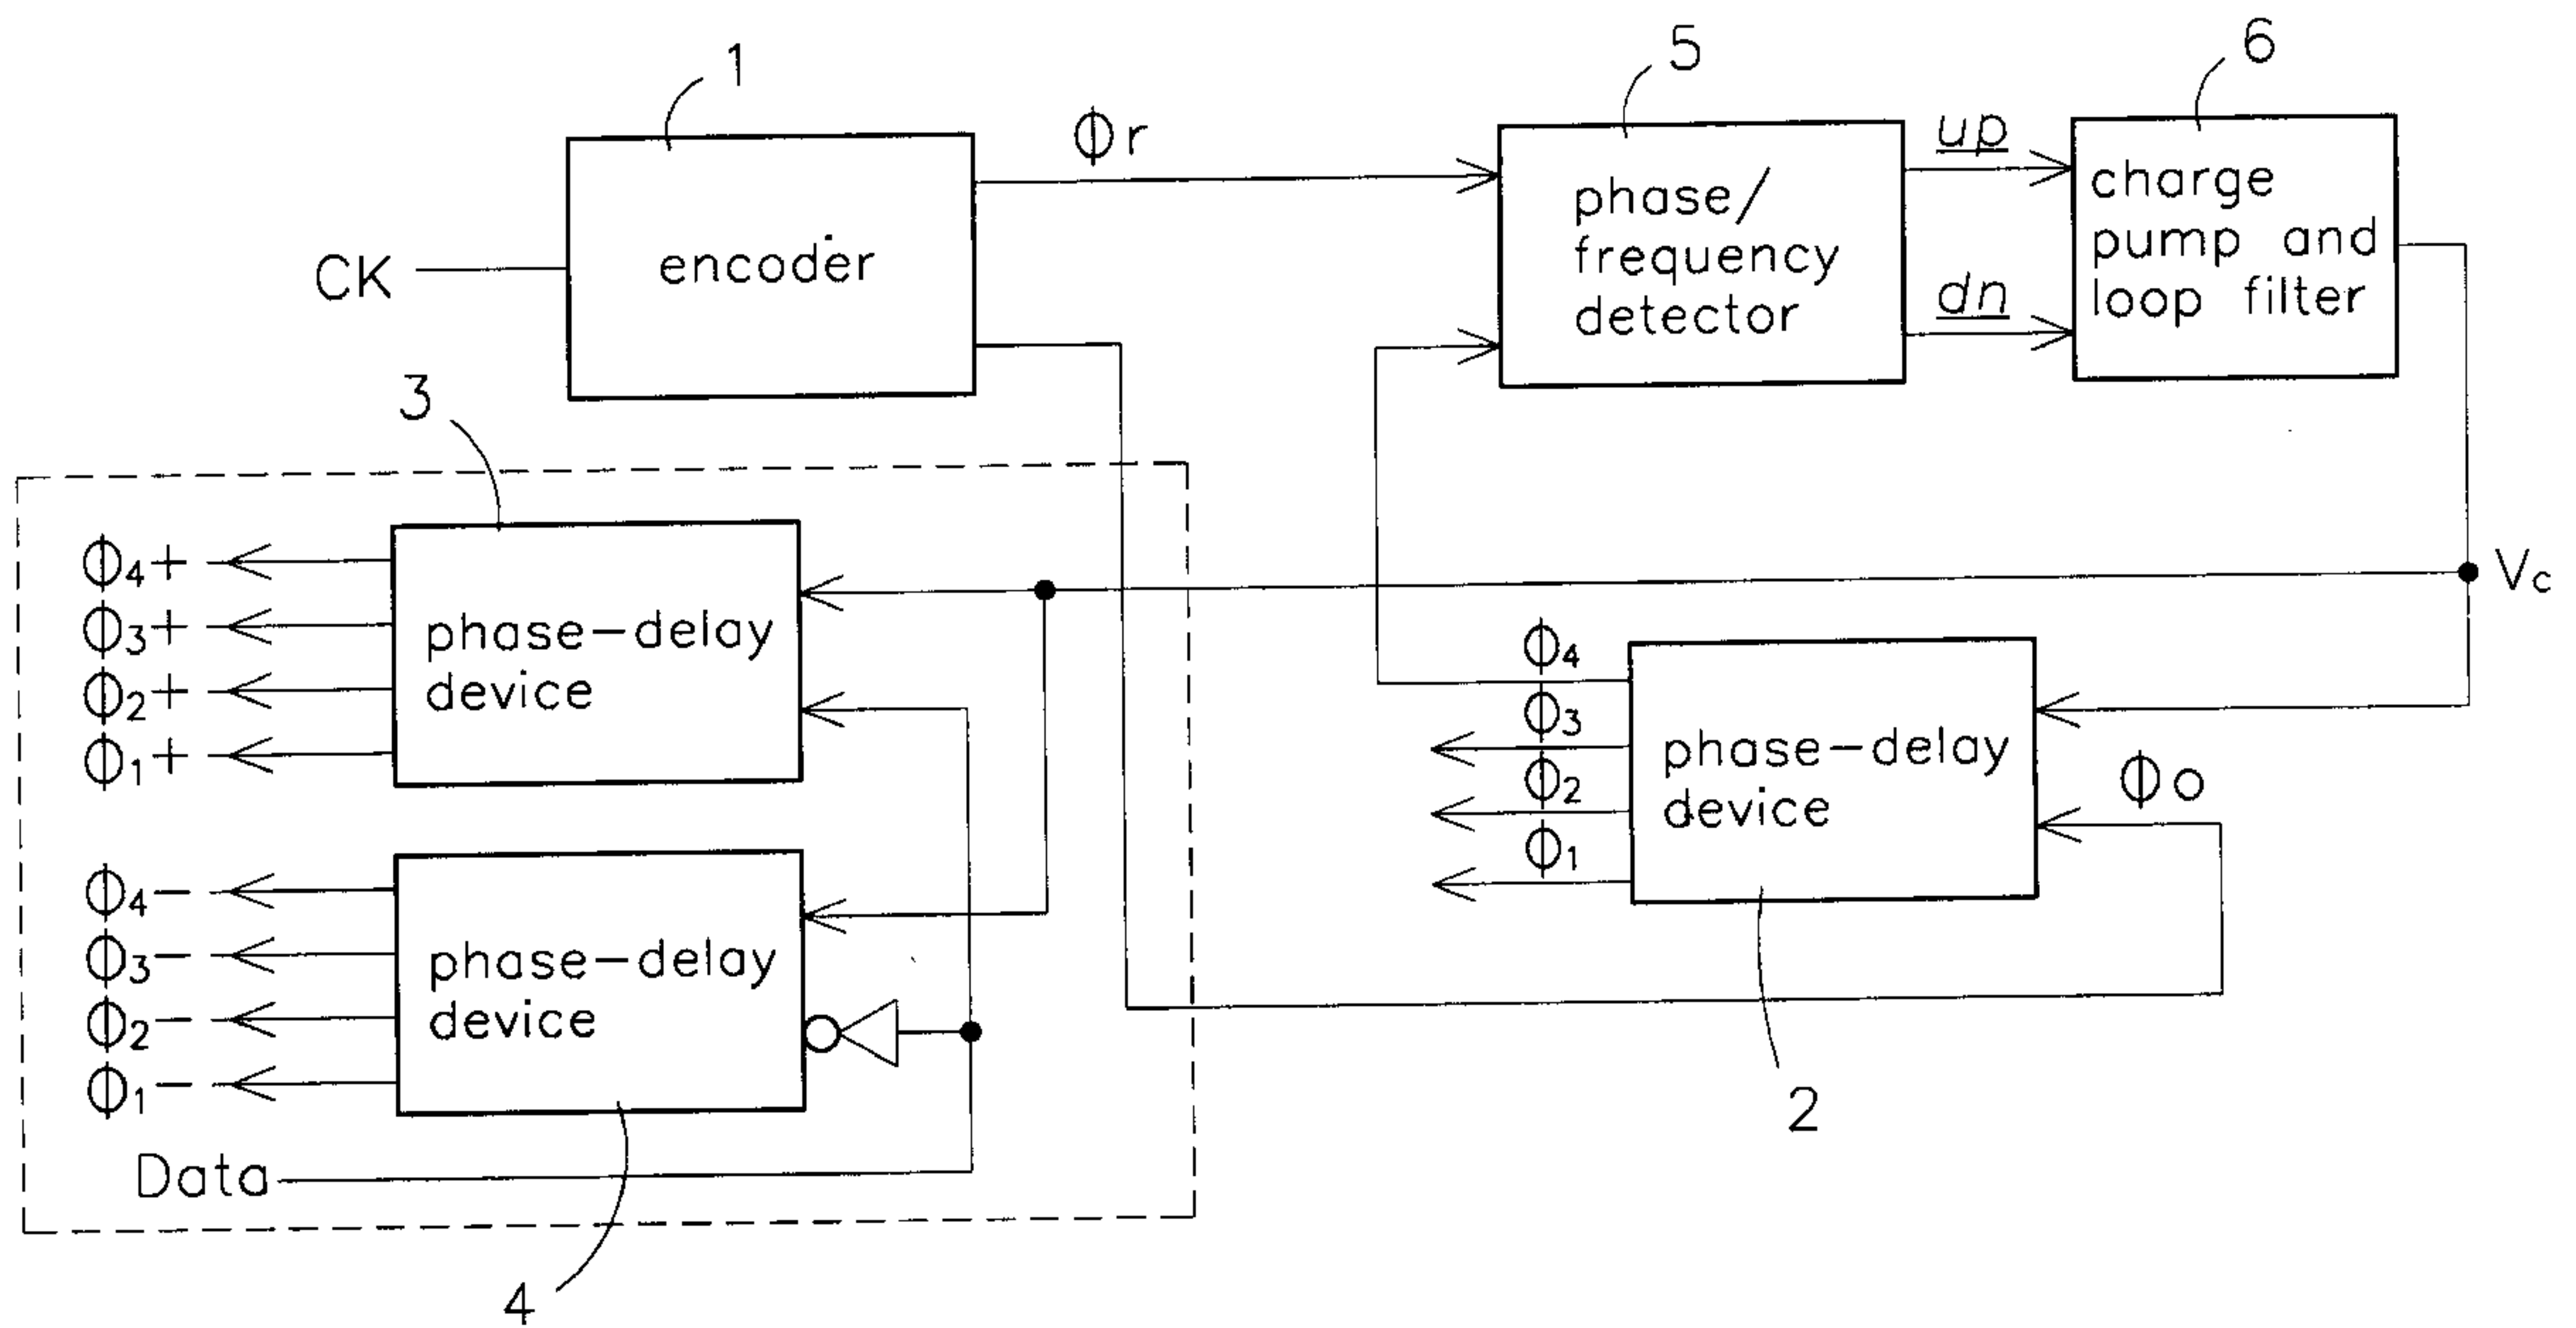 1
5
6
ϕr
up
CK
encoder
phase/
frequency
detector
dn
charge
pump and
loop filter
3
ϕ4+
ϕ3+
ϕ2+
ϕ1+
phase-delay
device
Vc
ϕ4
ϕ3
ϕ2
ϕ1
phase-delay
device
ϕo
ϕ4-
ϕ3-
ϕ2-
ϕ1-
phase-delay
device
2
Data
4